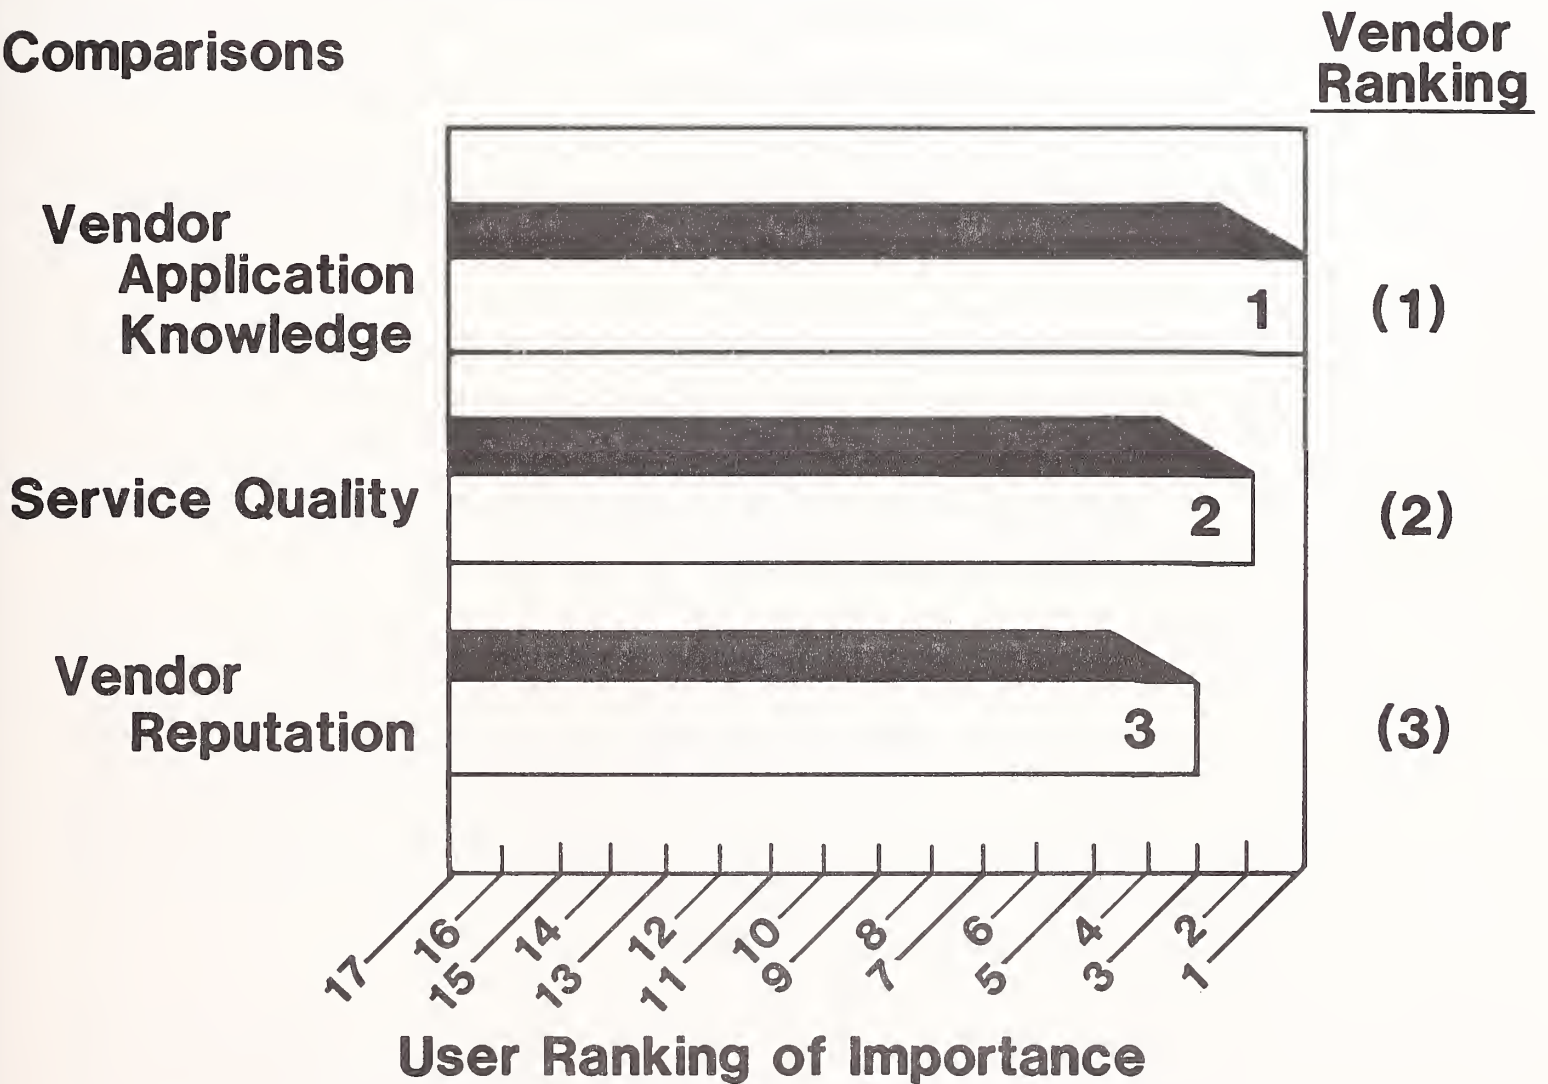 Comparisons
Vendor
Ranking
Vendor
Application
Knowledge
1
(1)
Service Quality
2
(2)
Vendor
Reputation
3
(3)
17
16
15
14
13
12
11
10
9
8
7
6
5
4
3
2
1
User Ranking of Importance